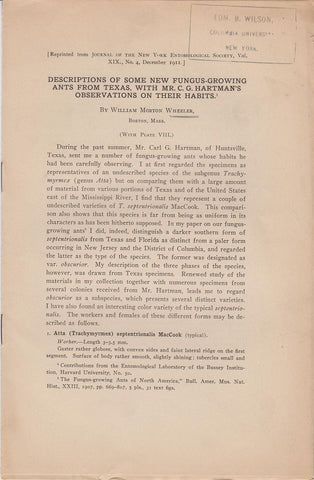 EDW. B. WILSON,
COLUMBIA UNIVERSITY
NEW YORK.
[Reprinted from JOURNAL OF THE NEW YORK ENTOMOLOGICAL SOCIETY, Vol.
XIX., No. 4, December 1911.]
DESCRIPTIONS OF SOME NEW FUNGUS-GROWING
ANTS FROM TEXAS, WITH MR. C. G. HARTMAN'S
OBSERVATIONS ON THEIR HABITS.¹
BY WILLIAM MORTON WHEELER,
BOSTON, MASS.
(WITH PLATE VIII.)
During the past summer, Mr. Carl G. Hartman, of Huntsville,
Texas, sent me a number of fungus-growing ants whose habits he
had been carefully observing. I at first regarded the specimens as
representatives of an undescribed species of the subgenus Trachy-
myrmex (genus Atta) but on comparing them with a large amount
of material from various portions of Texas and of the United States
east of the Mississippi River, I find that they represent a couple of
undescribed varieties of T. septentrionalis MacCook. This compari-
son also shows that this species is far from being as uniform in its
characters as has been hitherto supposed. In my paper on our fungus-
growing ants² I did, indeed, distinguish a darker southern form of
septentrionalis from Texas and Florida as distinct from a paler form
occurring in New Jersey and the District of Columbia, and regarded
the latter as the type of the species. The former was designated as
var. obscurior. My description of the three phases of the species,
however, was drawn from Texas specimens. Renewed study of the
materials in my collection together with numerous specimens from
several colonies received from Mr. Hartman, leads me to regard
obscurior as a subspecies, which presents several distinct varieties.
I have also found an interesting color variety of the typical septentrio-
nalis. The workers and females of these different forms may be de-
scribed as follows.
1. Atta (Trachymyrmex) septentrionalis MacCook (typical).
Worker.—Length 3-3.5 mm.
Gaster rather globose, with convex sides and faint lateral ridge on the first
segment. Surface of body rather smooth, slightly shining; tubercles small and
¹ Contributions from the Entomological Laboratory of the Bussey Institu-
tion, Harvard University, No. 50.
² The Fungus-growing Ants of North America," Bull. Amer. Mus. Nat.
Hist., XXIII, 1907, pp. 669-807, 5 pls., 31 text figs.